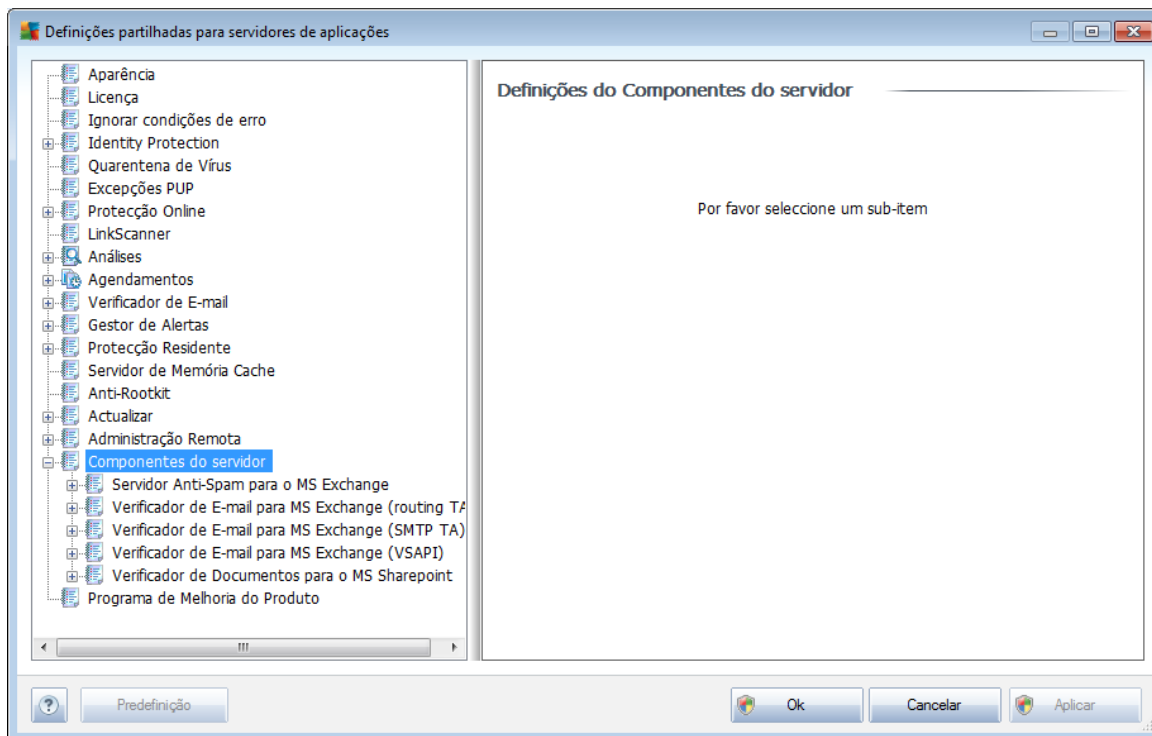 Definições partilhadas para servidores de aplicações
Aparência
Licença
Ignorar condições de erro
Identity Protection
Quarentena de Vírus
Excepções PUP
Protecção Online
LinkScanner
Análises
Agendamentos
Verificador de E-mail
Gestor de Alertas
Protecção Residente
Servidor de Memória Cache
Anti-Rootkit
Actualizar
Administração Remota
Componentes do servidor
Servidor Anti-Spam para o MS Exchange
Verificador de E-mail para MS Exchange (routing TA
Verificador de E-mail para MS Exchange (SMTP TA)
Verificador de E-mail para MS Exchange (VSAPI)
Verificador de Documentos para o MS Sharepoint
Programa de Melhoria do Produto
Definições do Componentes do servidor
Por favor seleccione um sub-item
? Predefinição Ok Cancelar Aplicar